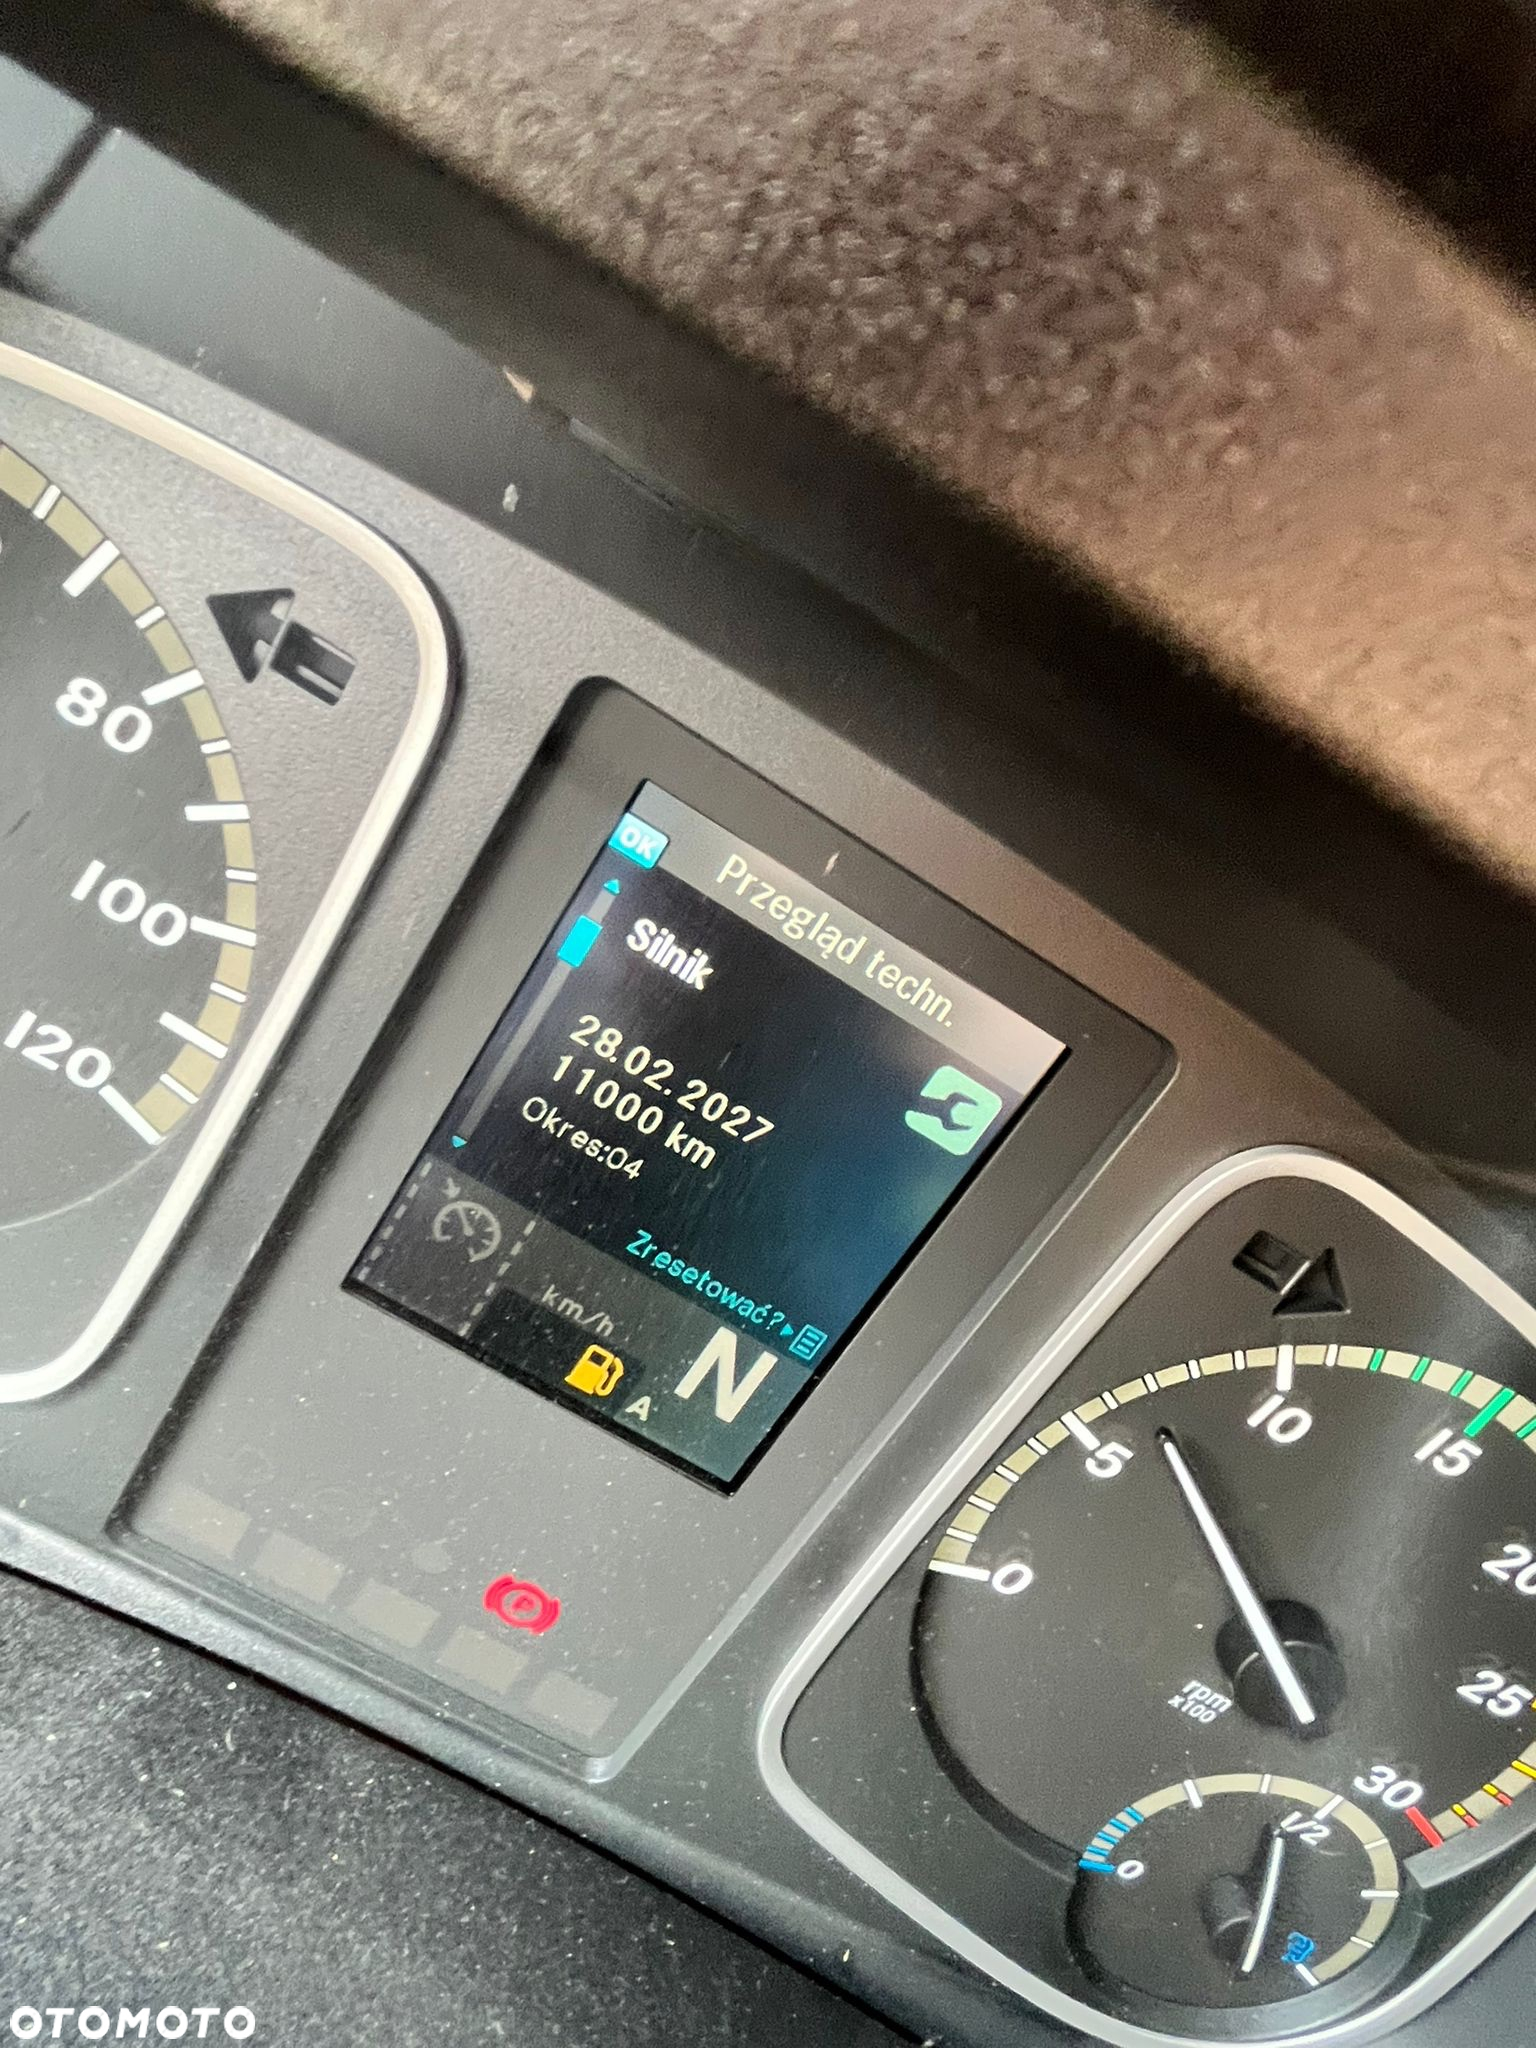 80
100
120
OK
Przegląd techn.
Silnik
28.02.2027
11000 km
Okres:04
Zresetować?
km/h
A
N
P
0
5
10
15
20
25
30
rpm
x100
0
1/2
OTOMOTO